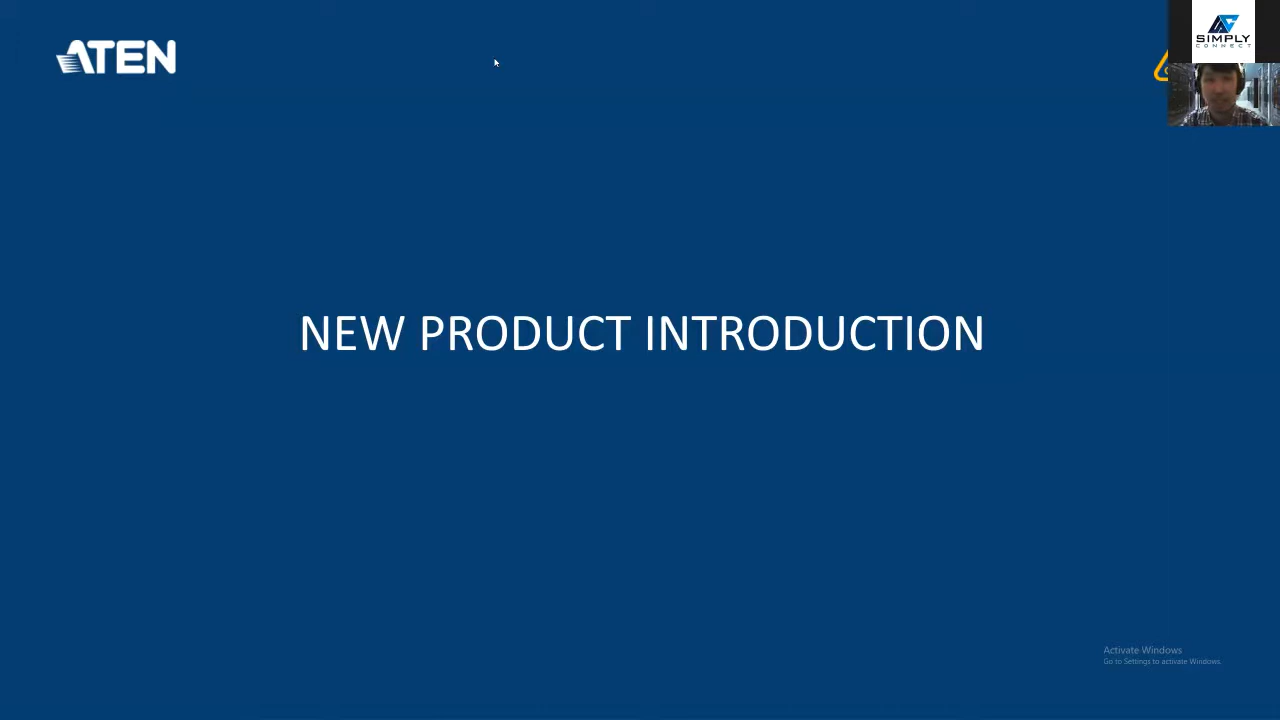 ATEN
SIMPLY
CONNECT
NEW PRODUCT INTRODUCTION
Activate Windows
Go to Settings to activate Windows.